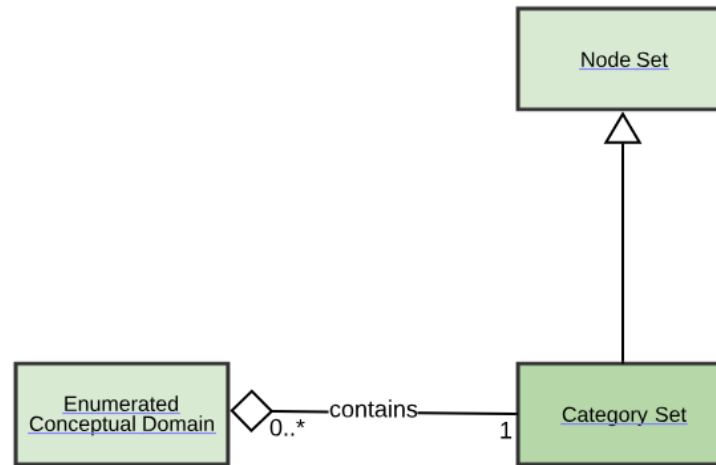 Node Set
Enumerated
Conceptual Domain
contains
0..*
1
Category Set